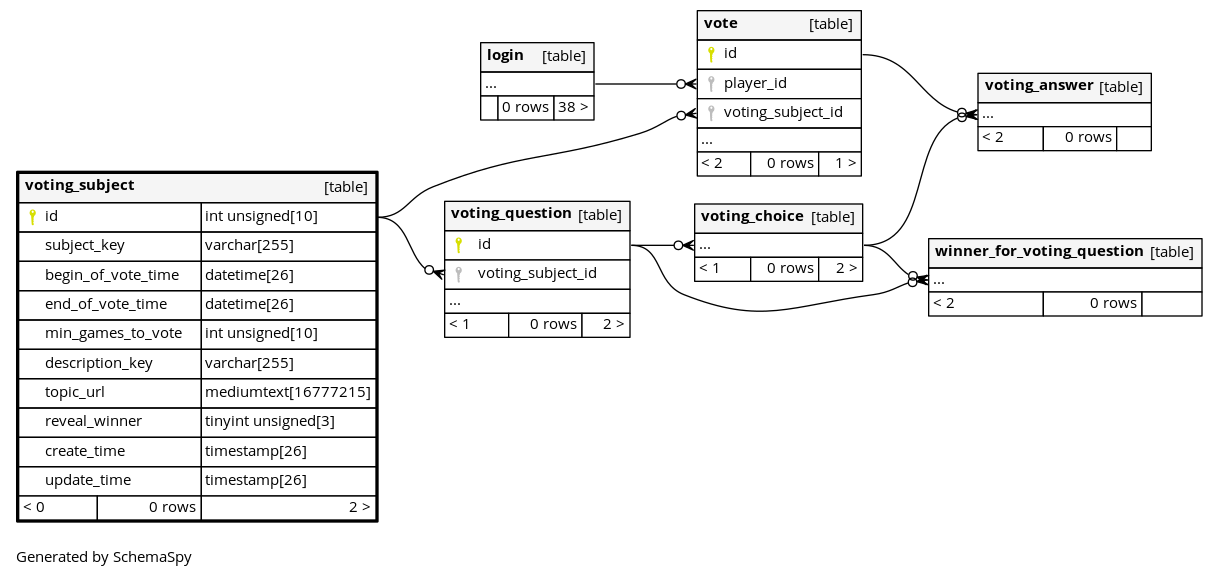 login [table]
...
0 rows 38 >
vote [table]
id
player_id
voting_subject_id
...
< 2 0 rows 1 >
voting_answer [table]
...
< 2 0 rows
voting_subject [table]
id int unsigned[10]
subject_key varchar[255]
begin_of_vote_time datetime[26]
end_of_vote_time datetime[26]
min_games_to_vote int unsigned[10]
description_key varchar[255]
topic_url mediumtext[16777215]
reveal_winner tinyint unsigned[3]
create_time timestamp[26]
update_time timestamp[26]
< 0 0 rows 2 >
voting_question [table]
id
voting_subject_id
...
< 1 0 rows 2 >
voting_choice [table]
...
< 1 0 rows 2 >
winner_for_voting_question [table]
...
< 2 0 rows
Generated by SchemaSpy